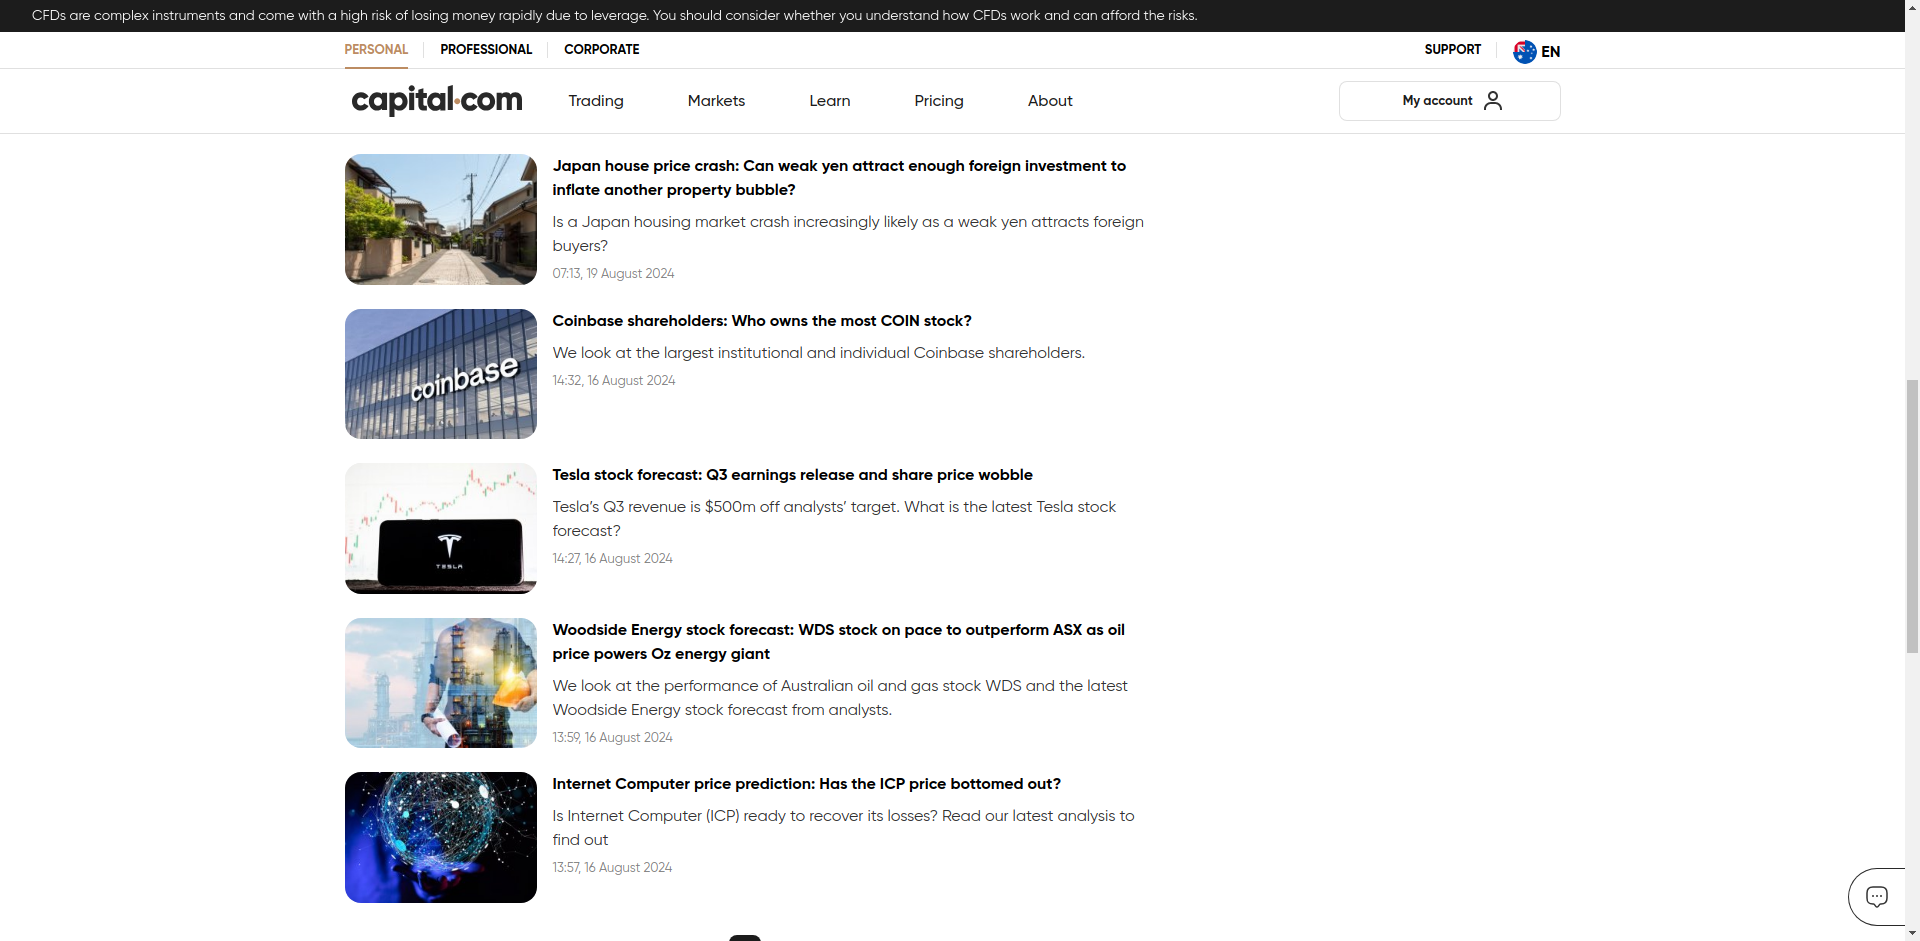 CFDs are complex instruments and come with a high risk of losing money rapidly due to leverage. You should consider whether you understand how CFDs work and can afford the risks.
PERSONAL
PROFESSIONAL
CORPORATE
SUPPORT
EN
capital.com
Trading
Markets
Learn
Pricing
About
My account
Japan house price crash: Can weak yen attract enough foreign investment to
inflate another property bubble?
Is a Japan housing market crash increasingly likely as a weak yen attracts foreign
buyers?
07:13, 19 August 2024
coinbase
Coinbase shareholders: Who owns the most COIN stock?
We look at the largest institutional and individual Coinbase shareholders.
14:32, 16 August 2024
TESLA
Tesla stock forecast: Q3 earnings release and share price wobble
Tesla’s Q3 revenue is $500m off analysts’ target. What is the latest Tesla stock
forecast?
14:27, 16 August 2024
Woodside Energy stock forecast: WDS stock on pace to outperform ASX as oil
price powers Oz energy giant
We look at the performance of Australian oil and gas stock WDS and the latest
Woodside Energy stock forecast from analysts.
13:59, 16 August 2024
Internet Computer price prediction: Has the ICP price bottomed out?
Is Internet Computer (ICP) ready to recover its losses? Read our latest analysis to
find out
13:57, 16 August 2024